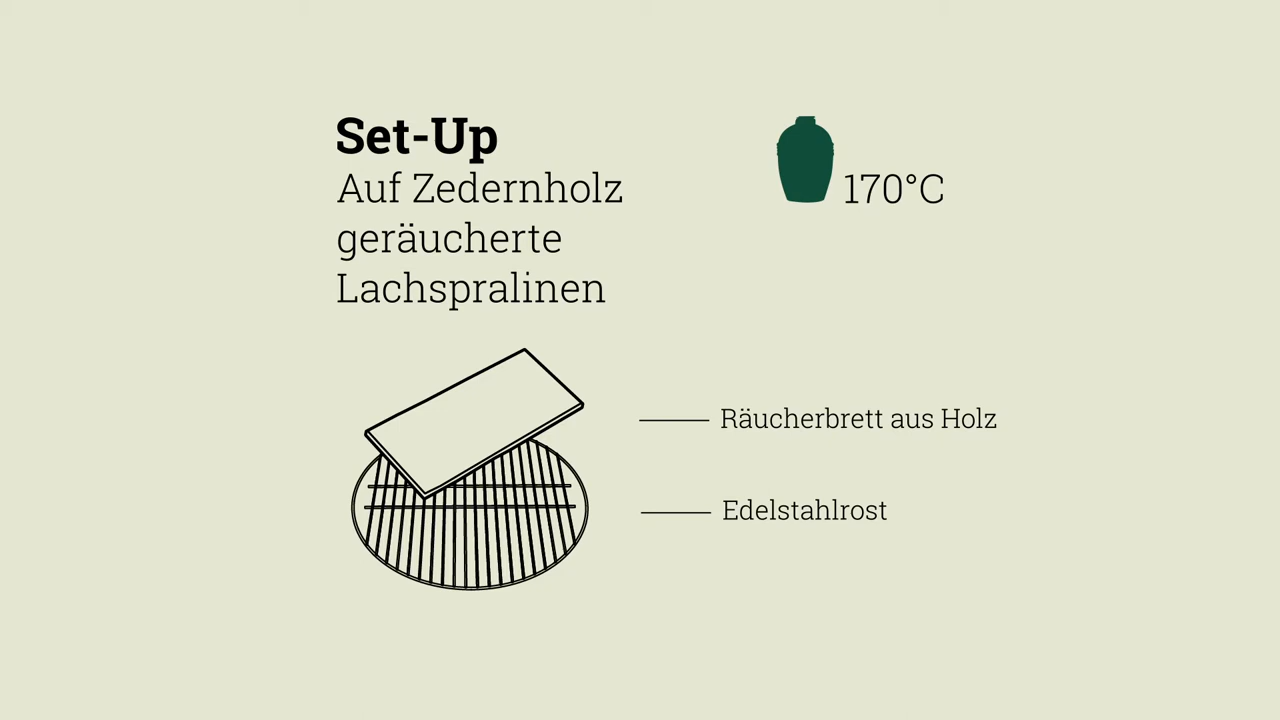 Set-Up
Auf Zedernholz
geräucherte
Lachspralinen
170°C
Räucherbrett aus Holz
Edelstahlrost